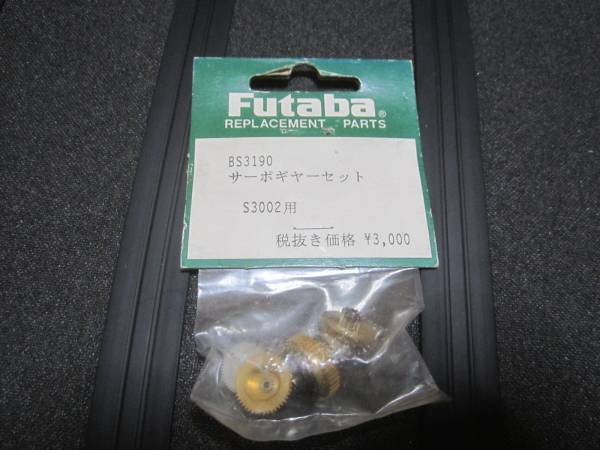 Futaba®
REPLACEMENT PARTS
BS3190
サーボギヤーセット
S3002用
税抜き価格 ¥3,000